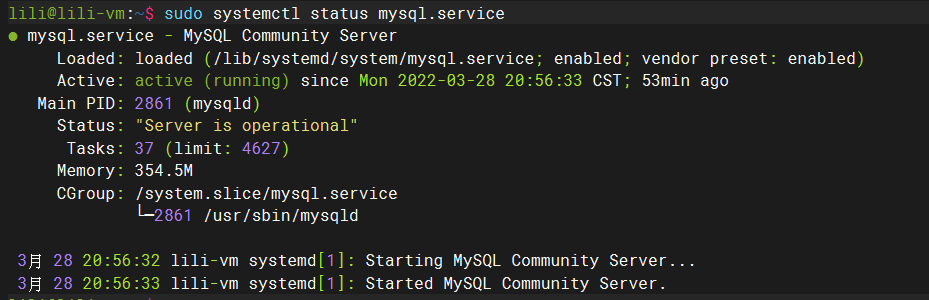 lili@lili-vm:~$ sudo systemctl status mysql.service
● mysql.service - MySQL Community Server
Loaded: loaded (/lib/systemd/system/mysql.service; enabled; vendor preset: enabled)
Active: active (running) since Mon 2022-03-28 20:56:33 CST; 53min ago
Main PID: 2861 (mysqld)
Status: "Server is operational"
Tasks: 37 (limit: 4627)
Memory: 354.5M
CGroup: /system.slice/mysql.service
└─2861 /usr/sbin/mysqld
3月 28 20:56:32 lili-vm systemd[1]: Starting MySQL Community Server...
3月 28 20:56:33 lili-vm systemd[1]: Started MySQL Community Server.